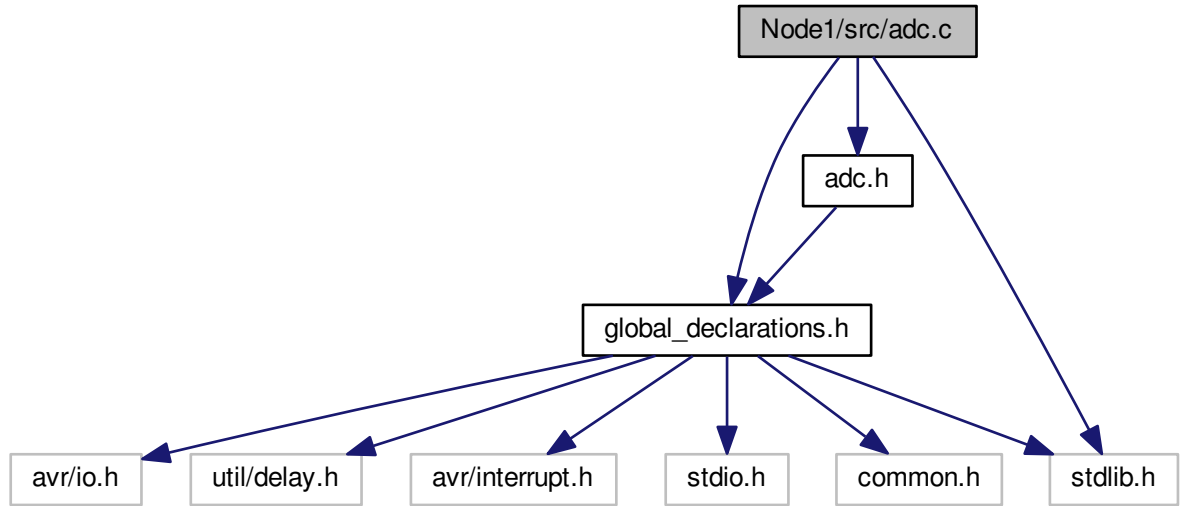 Node1/src/adc.c
adc.h
global_declarations.h
avr/io.h
util/delay.h
avr/interrupt.h
stdio.h
common.h
stdlib.h